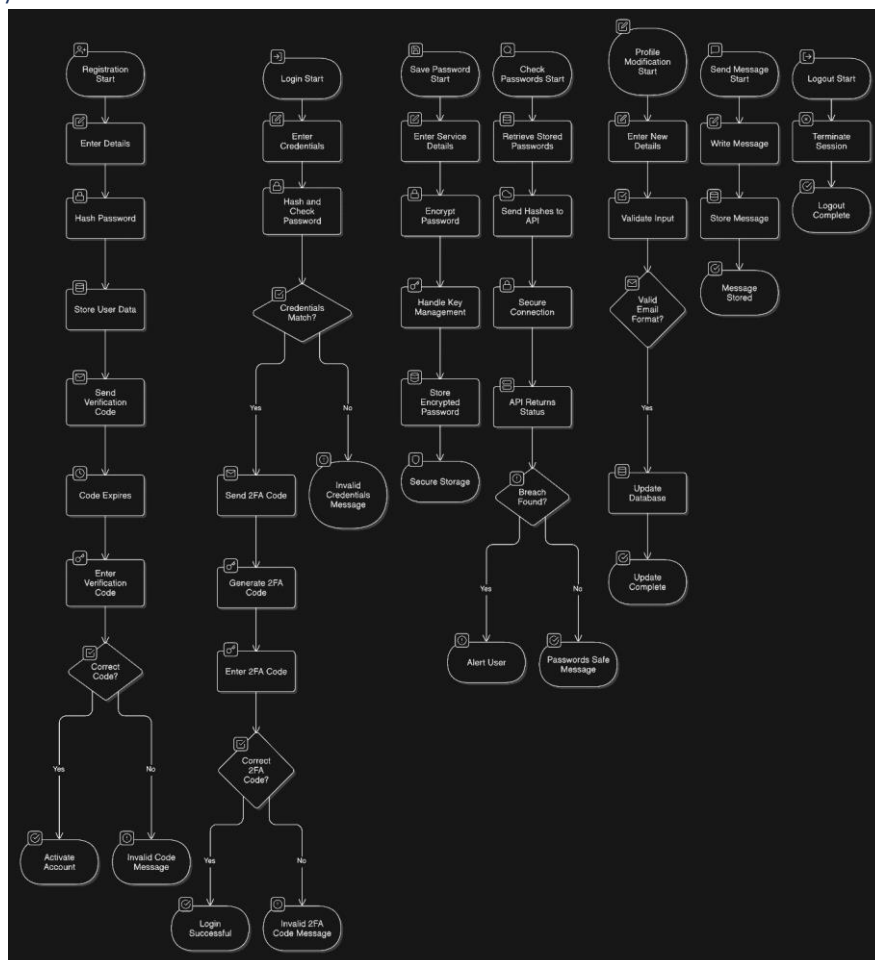 Registration
Start
Enter Details
Hash Password
Store User Data
Send
Verification
Code
Code Expires
Enter
Verification
Code
Correct
Code?
Yes
No
Activate
Account
Invalid Code
Message
Login Start
Enter
Credentials
Hash and
Check
Password
Credentials
Match?
Yes
No
Send 2FA Code
Invalid
Credentials
Message
Generate 2FA
Code
Enter 2FA Code
Correct
2FA
Code?
Yes
No
Login
Successful
Invalid 2FA
Code Message
Save Password
Start
Enter Service
Details
Encrypt
Password
Handle Key
Management
Store
Encrypted
Password
Secure Storage
Check
Passwords Start
Retrieve Stored
Passwords
Send Hashes to
API
Secure
Connection
API Returns
Status
Breach
Found?
Yes
No
Alert User
Passwords Safe
Message
Profile
Modification
Start
Enter New
Details
Validate Input
Valid
Email
Format?
Yes
Update
Database
Update
Complete
Send Message
Start
Write Message
Store Message
Message
Stored
Logout Start
Terminate
Session
Logout
Complete